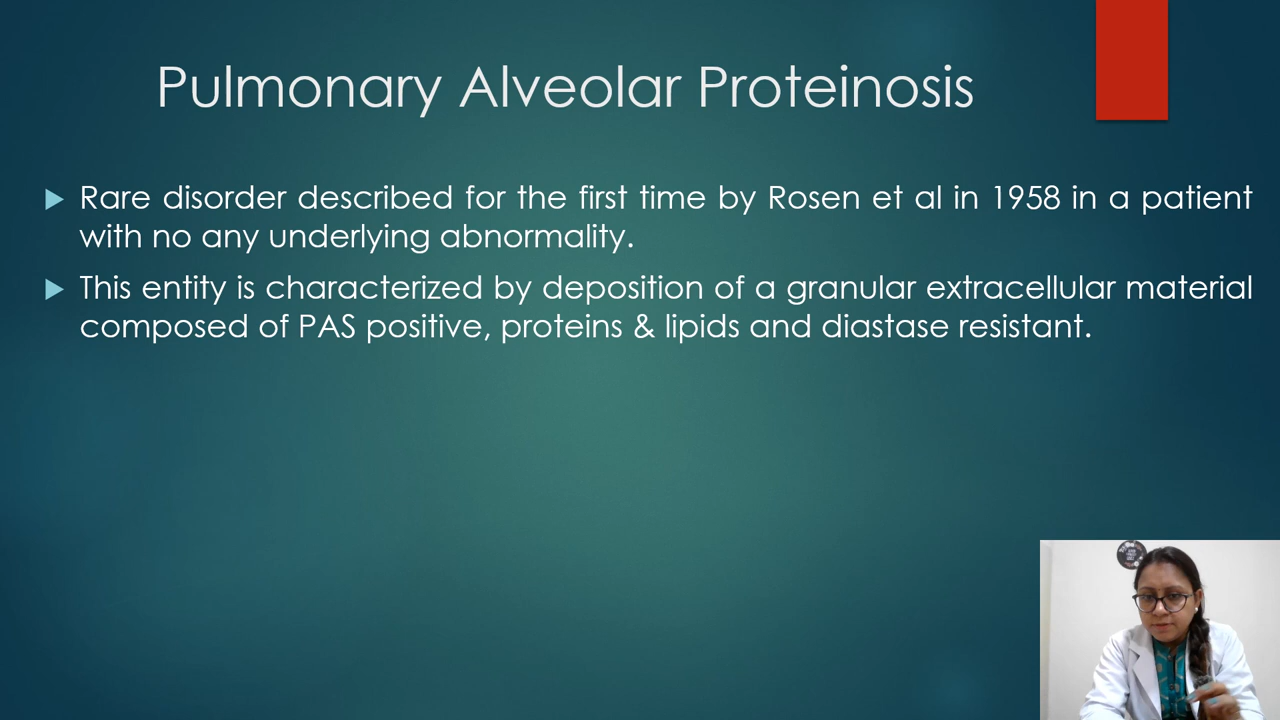 Pulmonary Alveolar Proteinosis
Rare disorder described for the first time by Rosen et al in 1958 in a patient
with no any underlying abnormality.
This entity is characterized by deposition of a granular extracellular material
composed of PAS positive, proteins & lipids and diastase resistant.